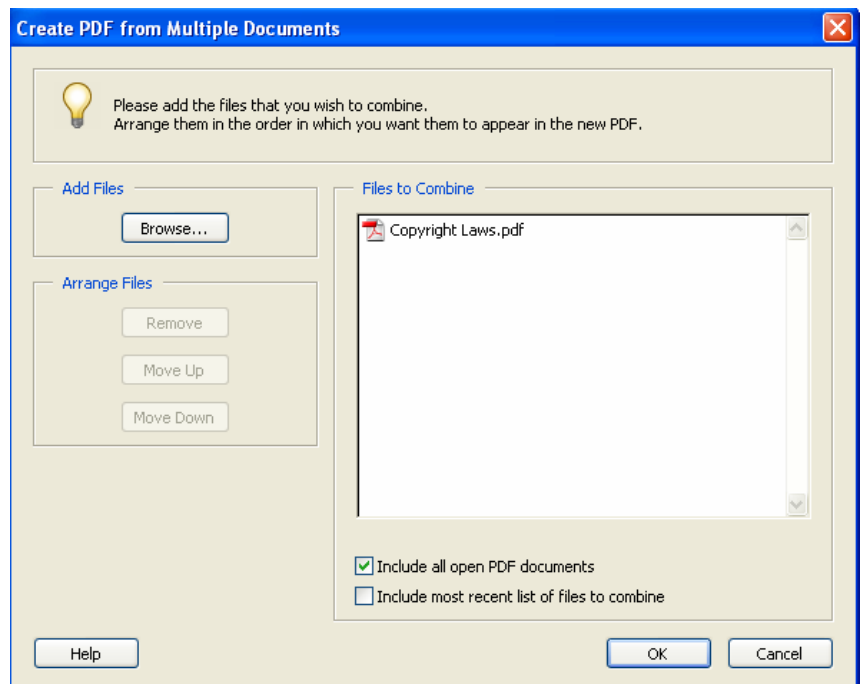 Create PDF from Multiple Documents
Please add the files that you wish to combine.
Arrange them in the order in which you want them to appear in the new PDF.
Add Files
Browse...
Arrange Files
Remove
Move Up
Move Down
Files to Combine
Copyright Laws.pdf
Include all open PDF documents
Include most recent list of files to combine
Help
OK
Cancel